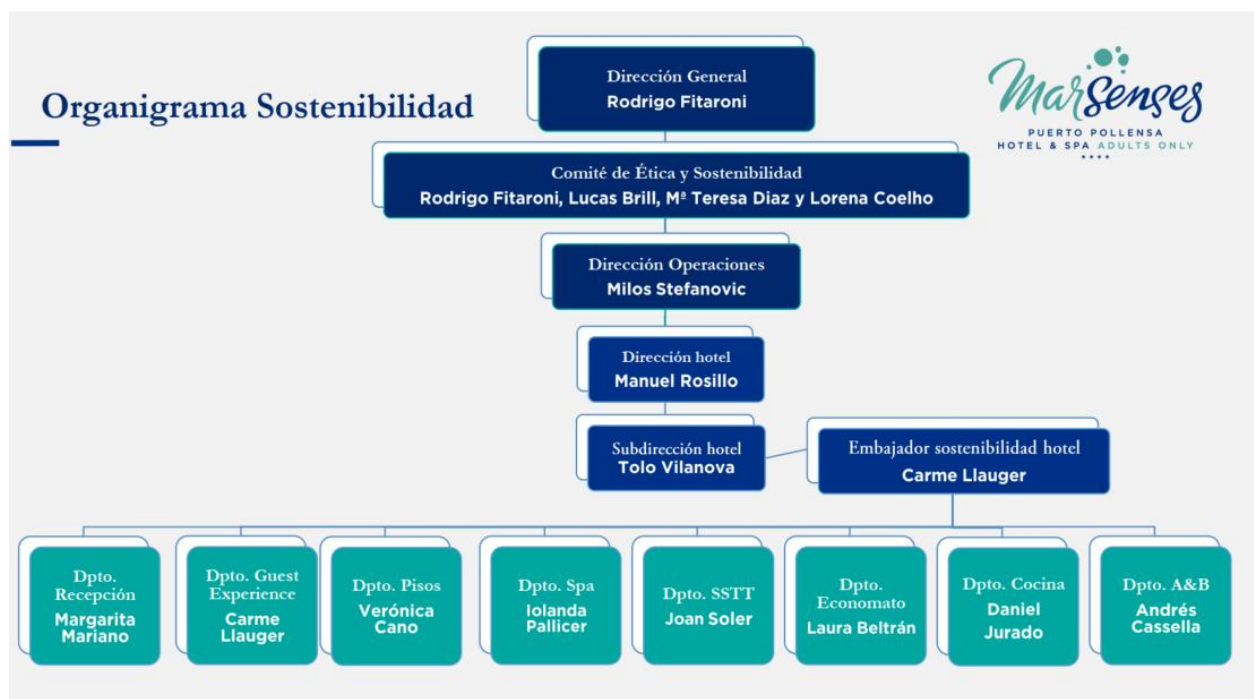 Organigrama Sostenibilidad
Dirección General
Rodrigo Fitaroni
MarSenses
PUERTO POLLENSA
HOTEL & SPA ADULTS ONLY
Comité de Ética y Sostenibilidad
Rodrigo Fitaroni, Lucas Brill, Mª Teresa Diaz y Lorena Coelho
Dirección Operaciones
Milos Stefanovic
Dirección hotel
Manuel Rosillo
Subdirección hotel
Tolo Vilanova
Embajador sostenibilidad hotel
Carme Llauger
Dpto.
Recepción
Margarita
Mariano
Dpto. Guest
Experience
Carme
Llauger
Dpto. Pisos
Verónica
Cano
Dpto. Spa
Iolanda
Pallicer
Dpto. SSTT
Joan Soler
Dpto.
Economato
Laura Beltrán
Dpto. Cocina
Daniel
Jurado
Dpto. A&B
Andrés
Cassella